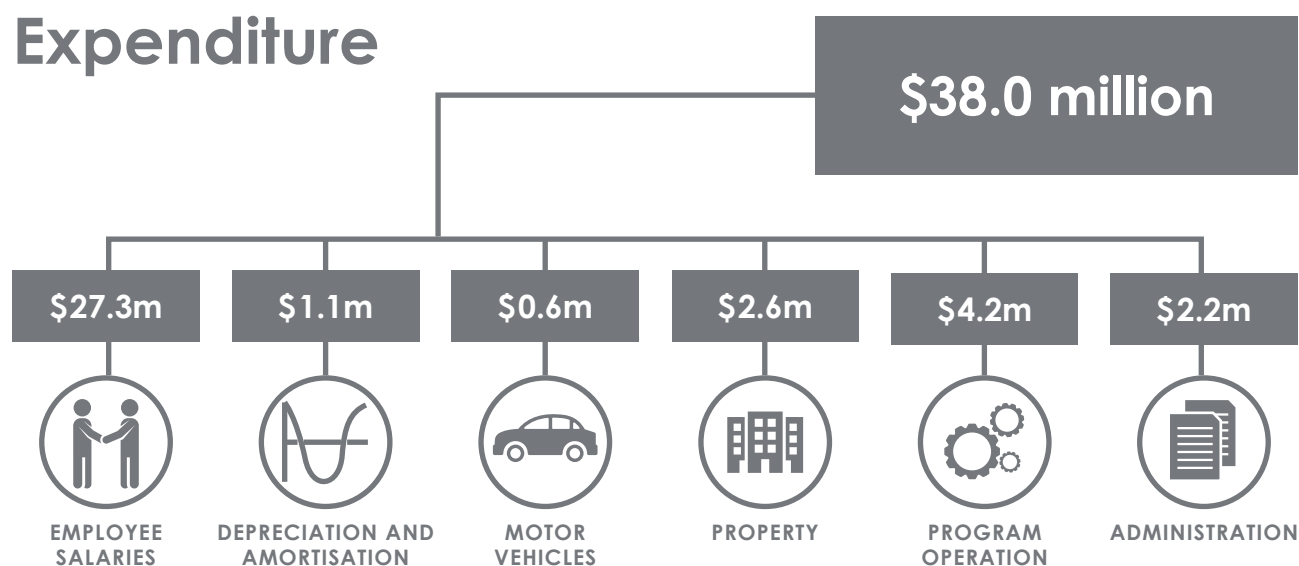 Expenditure
$38.0 million
$27.3m
$1.1m
$0.6m
$2.6m
$4.2m
$2.2m
EMPLOYEE
SALARIES
DEPRECIATION AND
AMORTISATION
MOTOR
VEHICLES
PROPERTY
PROGRAM
OPERATION
ADMINISTRATION